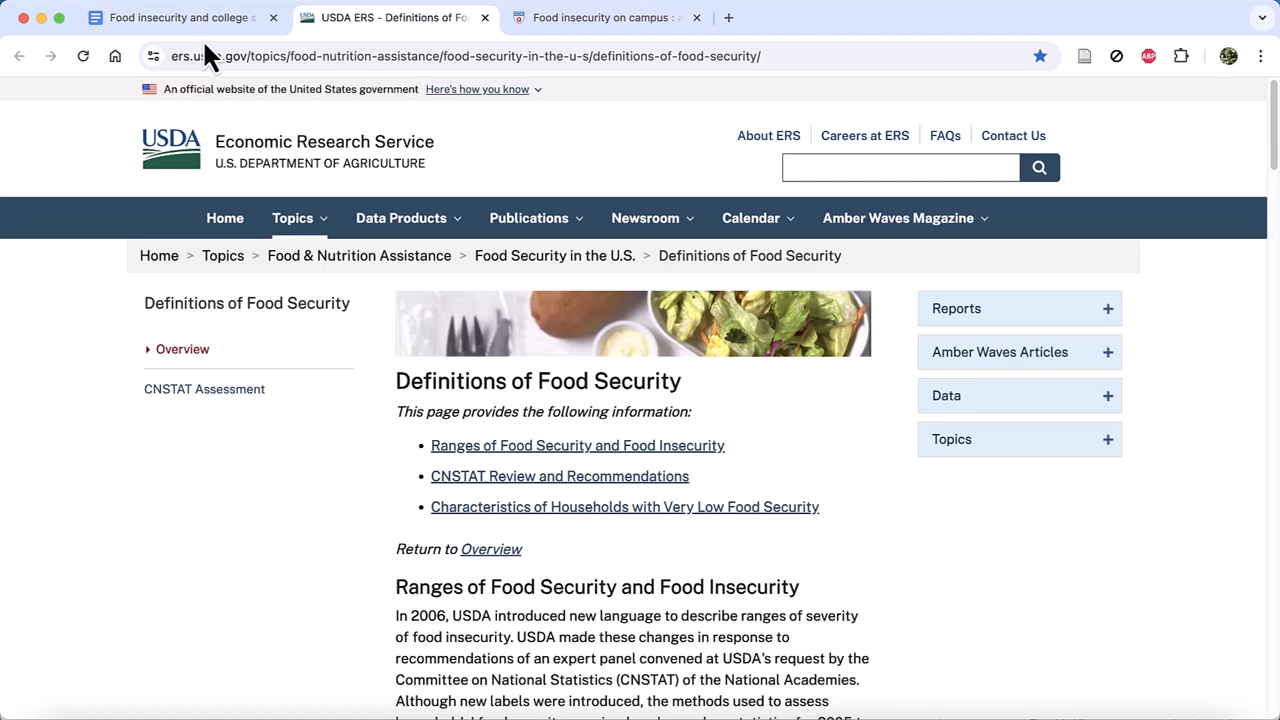 Food insecurity and college s
USDA ERS - Definitions of Fo
Food insecurity on campus : a
gov/topics/food-nutrition-assistance/food-security-in-the-u-s/definitions-of-food-security/
ABP
An official website of the United States government Here's how you know
USDA
Economic Research Service
U.S. DEPARTMENT OF AGRICULTURE
About ERS
Careers at ERS
FAQs
Contact Us
Home
Topics
Data Products
Publications
Newsroom
Calendar
Amber Waves Magazine
Home > Topics > Food & Nutrition Assistance > Food Security in the U.S. > Definitions of Food Security
Definitions of Food Security
Overview
CNSTAT Assessment
Definitions of Food Security
This page provides the following information:
• Ranges of Food Security and Food Insecurity
• CNSTAT Review and Recommendations
• Characteristics of Households with Very Low Food Security
Return to Overview
Ranges of Food Security and Food Insecurity
In 2006, USDA introduced new language to describe ranges of severity
of food insecurity. USDA made these changes in response to
recommendations of an expert panel convened at USDA's request by the
Committee on National Statistics (CNSTAT) of the National Academies.
Although new labels were introduced, the methods used to assess
Reports +
Amber Waves Articles +
Data +
Topics +